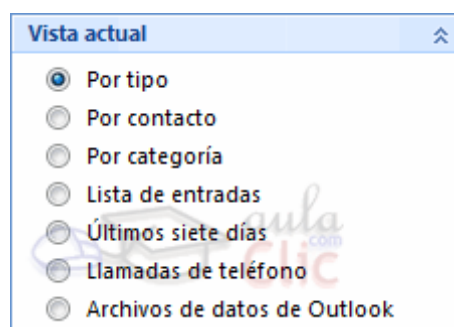 Vista actual
Por tipo
Por contacto
Por categoría
Lista de entradas
Últimos siete días
Llamadas de teléfono
Archivos de datos de Outlook
aula
.com
Clic